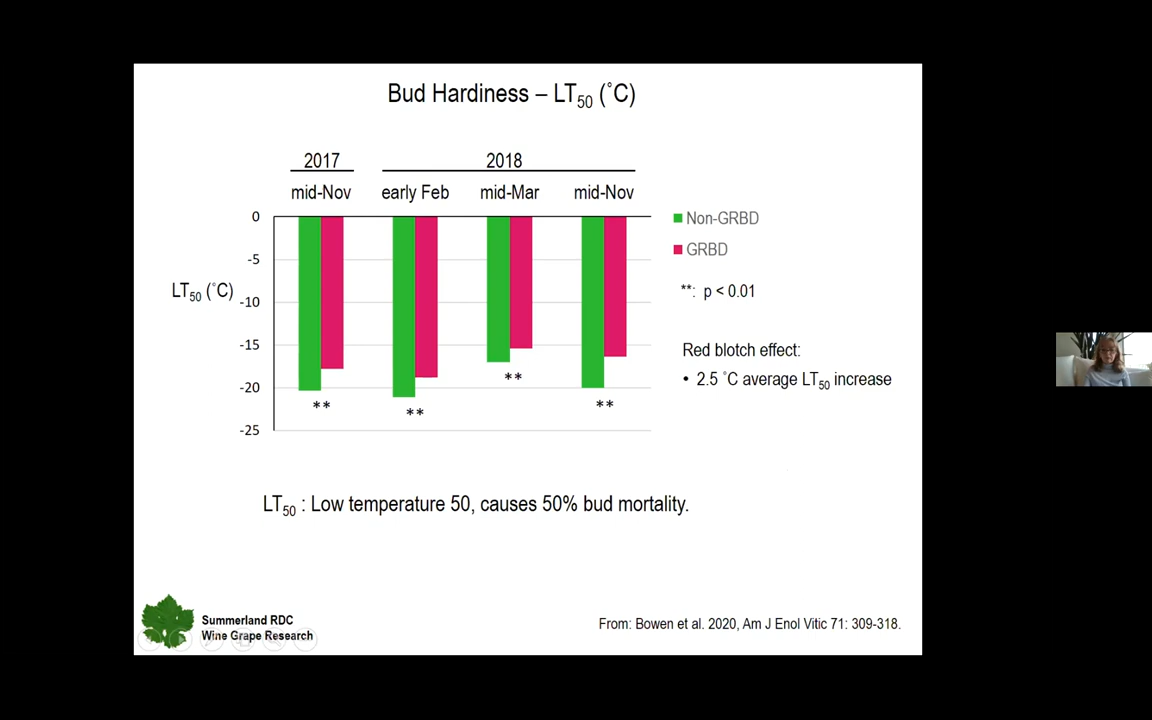 Bud Hardiness – LT50 (˚C)
2017
2018
mid-Nov
early Feb
mid-Mar
mid-Nov
0
-5
-10
-15
-20
-25
LT50 (˚C)
**
**
**
**
Non-GRBD
GRBD
**: p < 0.01
Red blotch effect:
• 2.5 ˚C average LT50 increase
LT50 : Low temperature 50, causes 50% bud mortality.
Summerland RDC
Wine Grape Research
From: Bowen et al. 2020, Am J Enol Vitic 71: 309-318.